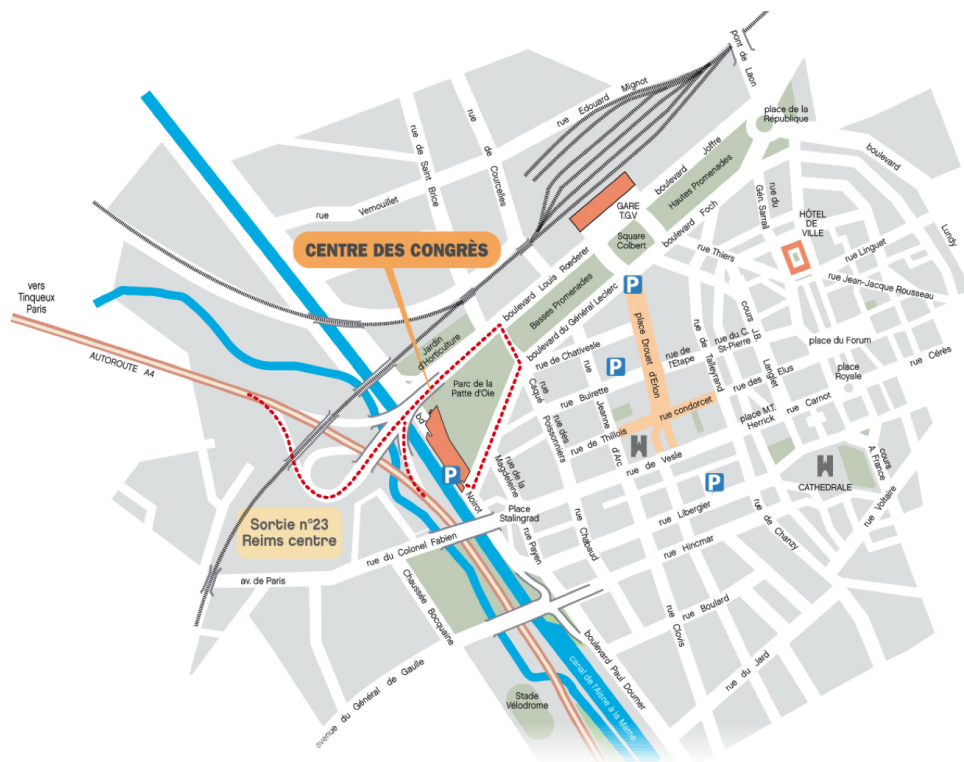 pont de Laon
rue Edouard Mignot
place de la
République
rue
de
Saint Brice
rue
de
Courcelles
boulevard Joffre
Hautes Promenades
boulevard
rue du
Gén. Sarrail
HÔTEL
DE
VILLE
Lundy
rue Vernouillet
GARE
T.G.V
boulevard Foch
Square
Colbert
rue Thiers
rue Linguet
rue Jean-Jacques Rousseau
CENTRE DES CONGRÈS
boulevard Louis Rœderer
Basses Promenades
boulevard du Général Leclerc
P
vers
Tinqueux
Paris
AUTOROUTE A4
Jardin
d'Horticulture
Parc de la
Patte d'Oie
place Drouet d'Erlon
rue de Chativesle
P
rue Buirette
rue
Caqué
rue des
Poissonniers
rue
Jeanne
d'Arc
rue de
l'Etape
rue
de
Talleyrand
cours
J.B.
Langlet
rue du C.
St-Pierre
rue des Elus
place du Forum
place
Royale
rue Cérès
rue condorcet
rue de Thillois
place M.T.
Herrick
rue Carnot
rue de Vesle
cours
A. France
CATHEDRALE
rue Voltaire
bd
P
Noirot
rue de la
Magdeleine
P
Sortie n°23
Reims centre
Place
Stalingrad
rue Libergier
rue de Chanzy
rue du Colonel Fabien
rue Payen
rue Chabaud
rue Hincmar
av. de Paris
Chaussée Bocquaine
rue Clovis
rue Boulard
rue du Jard
avenue du Général de Gaulle
boulevard Paul Doumer
canal de l'Aisne à la Marne
Stade
Vélodrome